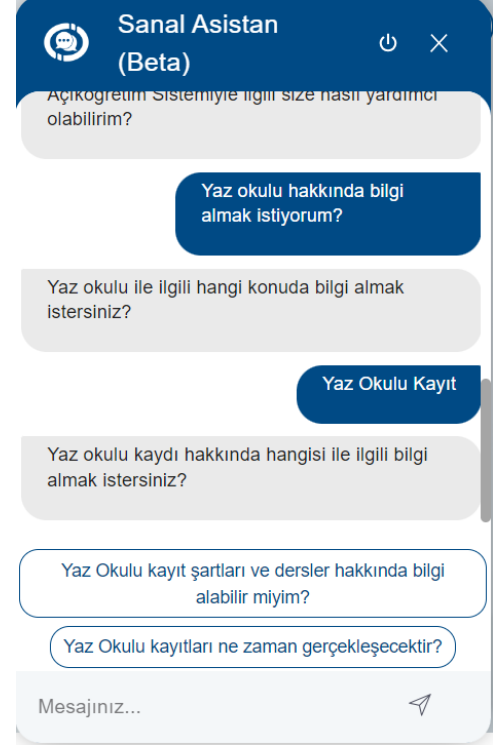 Sanal Asistan
(Beta)
Açıköğretim Sistemiyle ilgili size nasıl yardımcı
olabilirim?
Yaz okulu hakkında bilgi
almak istiyorum?
Yaz okulu ile ilgili hangi konuda bilgi almak
istersiniz?
Yaz Okulu Kayıt
Yaz okulu kaydı hakkında hangisi ile ilgili bilgi
almak istersiniz?
Yaz Okulu kayıt şartları ve dersler hakkında bilgi
alabilir miyim?
Yaz Okulu kayıtları ne zaman gerçekleşecektir?
Mesajınız...